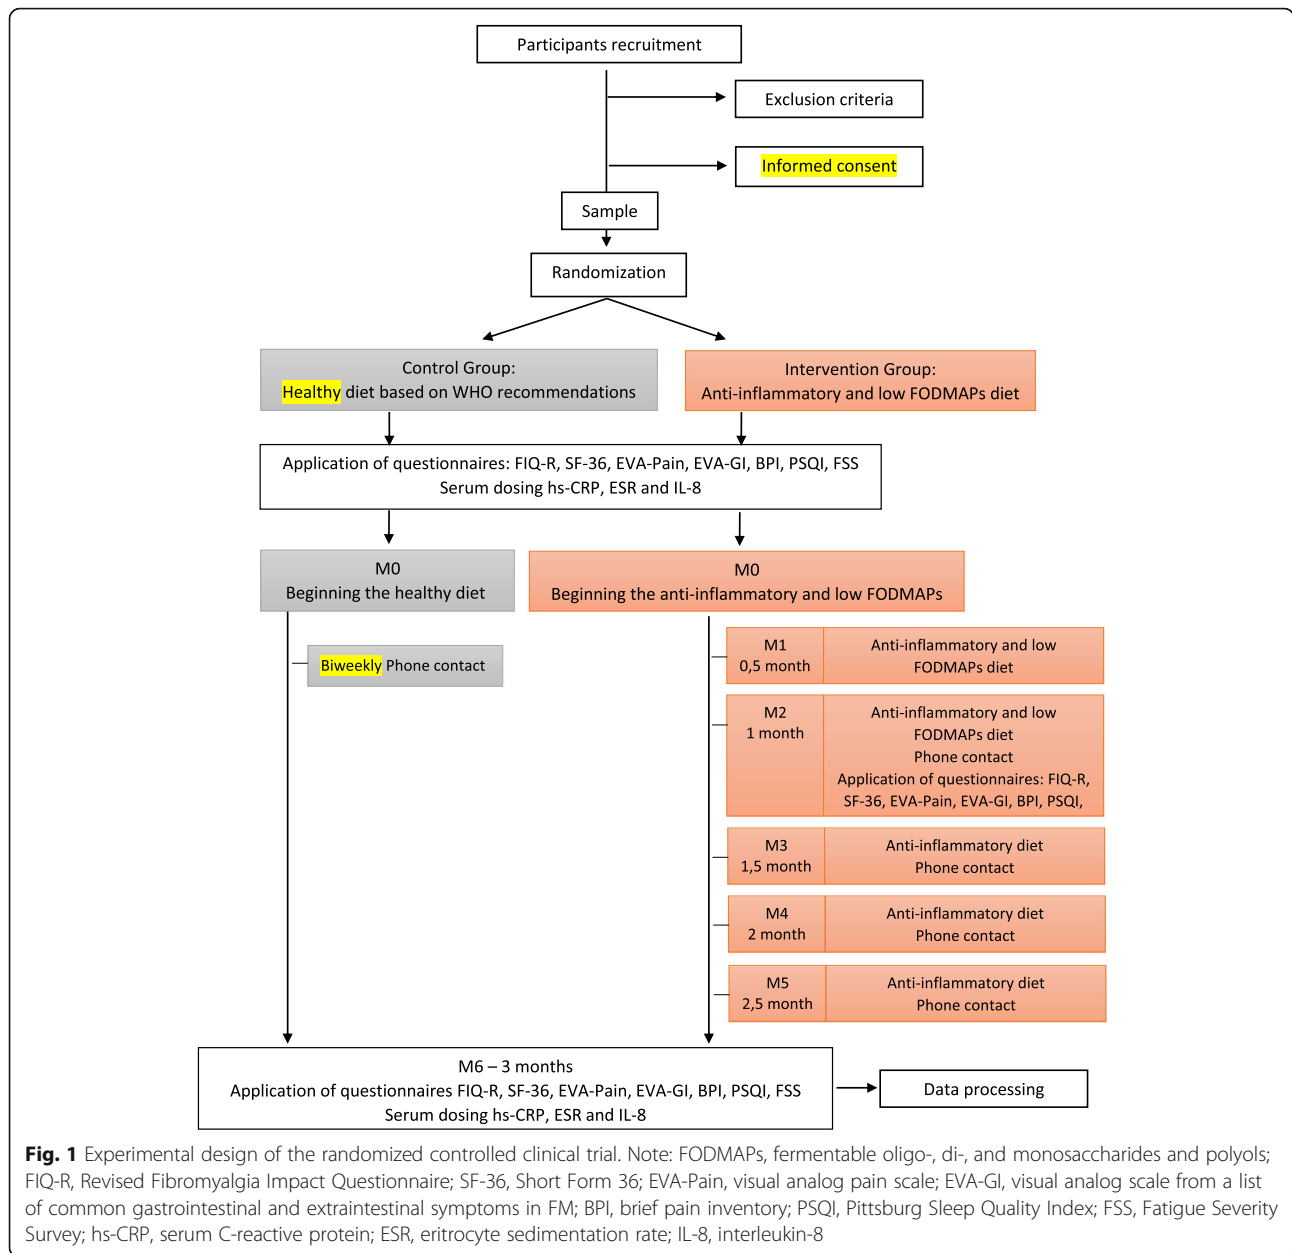 Participants recruitment
Exclusion criteria
Informed consent
Sample
Randomization
Control Group:
Healthy diet based on WHO recommendations
Intervention Group:
Anti-inflammatory and low FODMAPs diet
Application of questionnaires: FIQ-R, SF-36, EVA-Pain, EVA-GI, BPI, PSQI, FSS
Serum dosing hs-CRP, ESR and IL-8
M0
Beginning the healthy diet
M0
Beginning the anti-inflammatory and low FODMAPs
Biweekly Phone contact
M1
0,5 month
Anti-inflammatory and low
FODMAPs diet
M2
1 month
Anti-inflammatory and low
FODMAPs diet
Phone contact
Application of questionnaires: FIQ-R,
SF-36, EVA-Pain, EVA-GI, BPI, PSQI,
M3
1,5 month
Anti-inflammatory diet
Phone contact
M4
2 month
Anti-inflammatory diet
Phone contact
M5
2,5 month
Anti-inflammatory diet
Phone contact
M6 – 3 months
Application of questionnaires FIQ-R, SF-36, EVA-Pain, EVA-GI, BPI, PSQI, FSS
Serum dosing hs-CRP, ESR and IL-8
Data processing
Fig. 1 Experimental design of the randomized controlled clinical trial. Note: FODMAPs, fermentable oligo-, di-, and monosaccharides and polyols;
FIQ-R, Revised Fibromyalgia Impact Questionnaire; SF-36, Short Form 36; EVA-Pain, visual analog pain scale; EVA-GI, visual analog scale from a list
of common gastrointestinal and extraintestinal symptoms in FM; BPI, brief pain inventory; PSQI, Pittsburg Sleep Quality Index; FSS, Fatigue Severity
Survey; hs-CRP, serum C-reactive protein; ESR, eritrocyte sedimentation rate; IL-8, interleukin-8